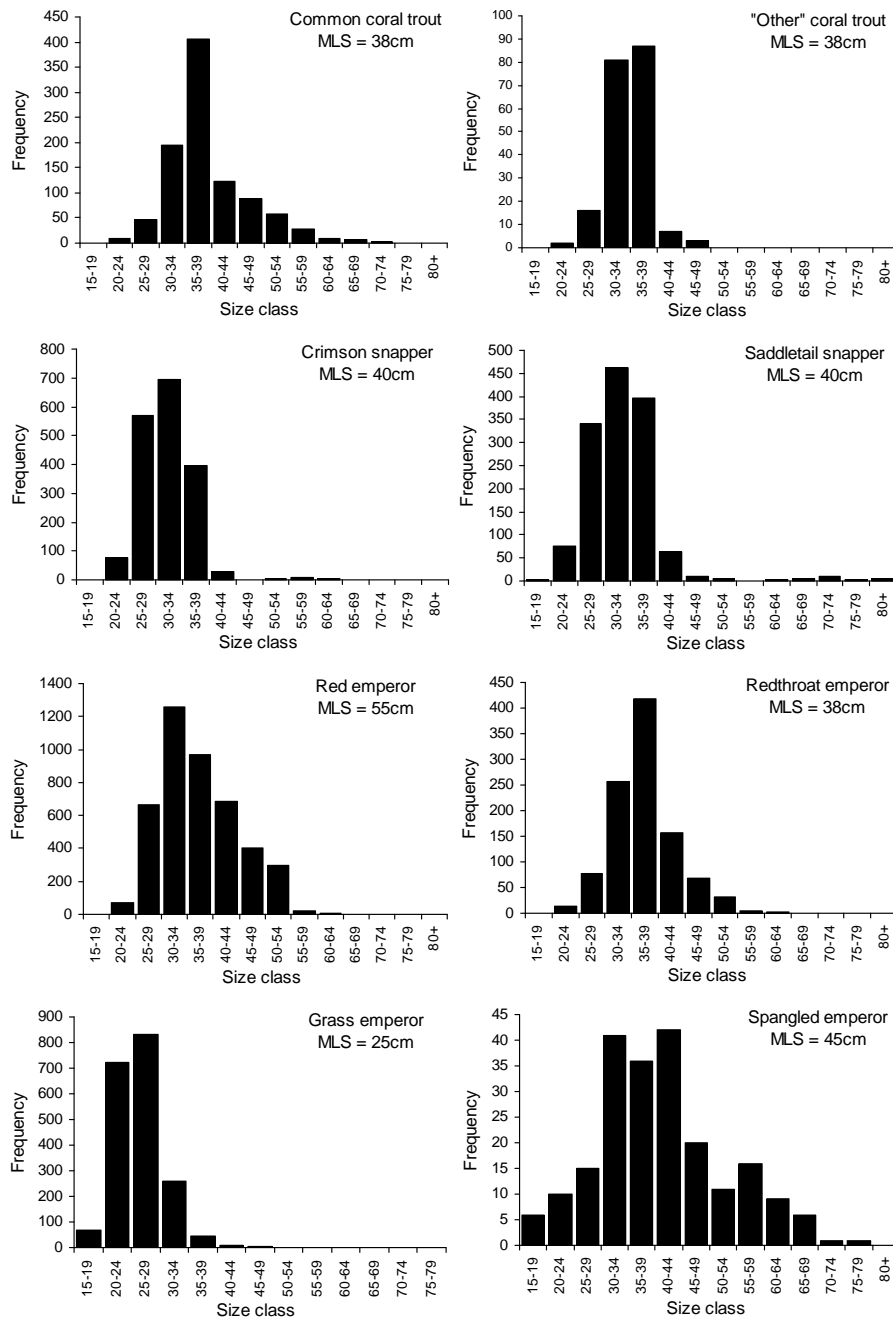 Common coral trout
MLS = 38cm
450
400
350
300
250
200
150
100
50
0
Frequency
15-19 20-24 25-29 30-34 35-39 40-44 45-49 50-54 55-59 60-64 65-69 70-74 75-79 80+
Size class
"Other" coral trout
MLS = 38cm
100
90
80
70
60
50
40
30
20
10
0
Frequency
15-19 20-24 25-29 30-34 35-39 40-44 45-49 50-54 55-59 60-64 65-69 70-74 75-79 80+
Size class
Crimson snapper
MLS = 40cm
800
700
600
500
400
300
200
100
0
Frequency
15-19 20-24 25-29 30-34 35-39 40-44 45-49 50-54 55-59 60-64 65-69 70-74 75-79 80+
Size class
Saddletail snapper
MLS = 40cm
500
450
400
350
300
250
200
150
100
50
0
Frequency
15-19 20-24 25-29 30-34 35-39 40-44 45-49 50-54 55-59 60-64 65-69 70-74 75-79 80+
Size class
Red emperor
MLS = 55cm
1400
1200
1000
800
600
400
200
0
Frequency
15-19 20-24 25-29 30-34 35-39 40-44 45-49 50-54 55-59 60-64 65-69 70-74 75-79 80+
Size class
Redthroat emperor
MLS = 38cm
450
400
350
300
250
200
150
100
50
0
Frequency
15-19 20-24 25-29 30-34 35-39 40-44 45-49 50-54 55-59 60-64 65-69 70-74 75-79 80+
Size class
Grass emperor
MLS = 25cm
900
800
700
600
500
400
300
200
100
0
Frequency
15-19 20-24 25-29 30-34 35-39 40-44 45-49 50-54 55-59 60-64 65-69 70-74 75-79
Size class
Spangled emperor
MLS = 45cm
45
40
35
30
25
20
15
10
5
0
Frequency
15-19 20-24 25-29 30-34 35-39 40-44 45-49 50-54 55-59 60-64 65-69 70-74 75-79 80+
Size class